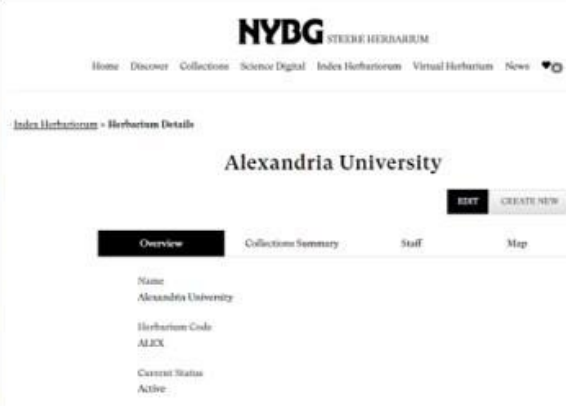 NYBG STEERE HERBARIUM
Home Discover Collections Science Digital Index Herbariorum Virtual Herbarium News
Index Herbariorum » Herbarium Details
Alexandria University
EDIT CREATE NEW
Overview Collections Summary Staff Map
Name
Alexandria University
Herbarium Code
ALEX
Current Status
Active